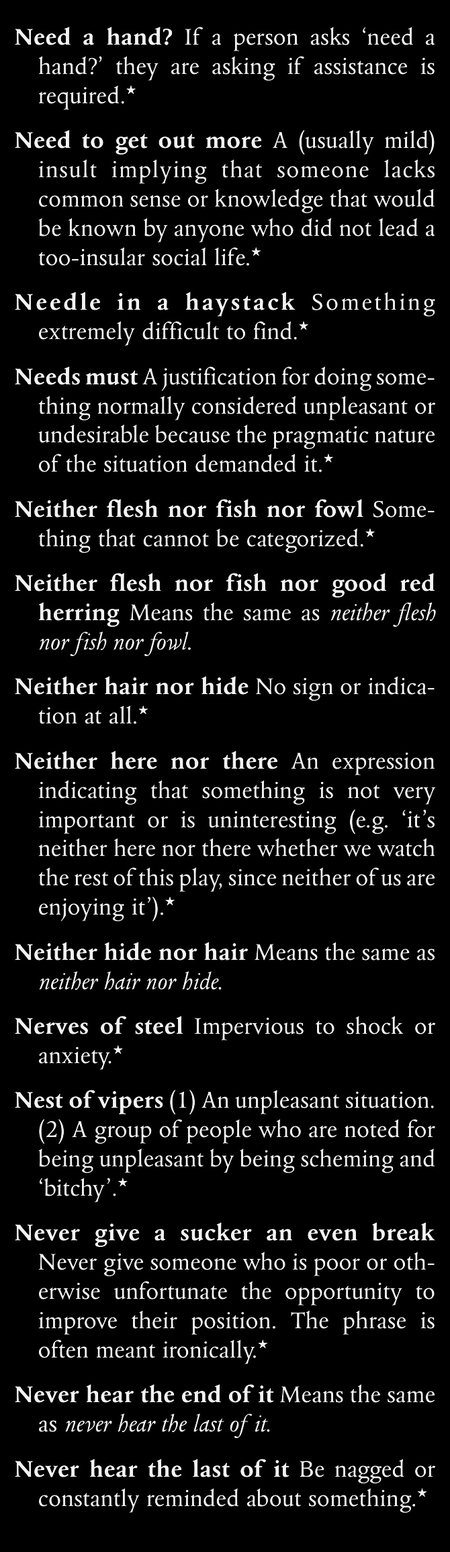 Need a hand? If a person asks ‘need a
hand?’ they are asking if assistance is
required.★
Need to get out more A (usually mild)
insult implying that someone lacks
common sense or knowledge that would
be known by anyone who did not lead a
too-insular social life.★
Needle in a haystack Something
extremely difficult to find.★
Needs must A justification for doing some-
thing normally considered unpleasant or
undesirable because the pragmatic nature
of the situation demanded it.★
Neither flesh nor fish nor fowl Some-
thing that cannot be categorized.★
Neither flesh nor fish nor good red
herring Means the same as neither flesh
nor fish nor fowl.
Neither hair nor hide No sign or indica-
tion at all.★
Neither here nor there An expression
indicating that something is not very
important or is uninteresting (e.g. ‘it’s
neither here nor there whether we watch
the rest of this play, since neither of us are
enjoying it’).★
Neither hide nor hair Means the same as
neither hair nor hide.
Nerves of steel Impervious to shock or
anxiety.★
Nest of vipers (1) An unpleasant situation.
(2) A group of people who are noted for
being unpleasant by being scheming and
‘bitchy’.★
Never give a sucker an even break
Never give someone who is poor or oth-
erwise unfortunate the opportunity to
improve their position. The phrase is
often meant ironically.★
Never hear the end of it Means the same
as never hear the last of it.
Never hear the last of it Be nagged or
constantly reminded about something.★